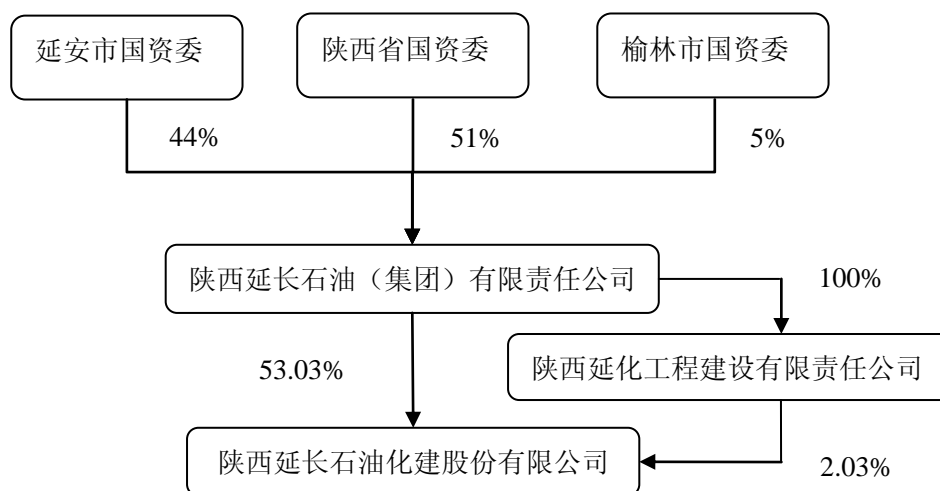 延安市国资委
陕西省国资委
榆林市国资委
44%
51%
5%
陕西延长石油（集团）有限责任公司
100%
53.03%
陕西延化工程建设有限责任公司
陕西延长石油化建股份有限公司
2.03%